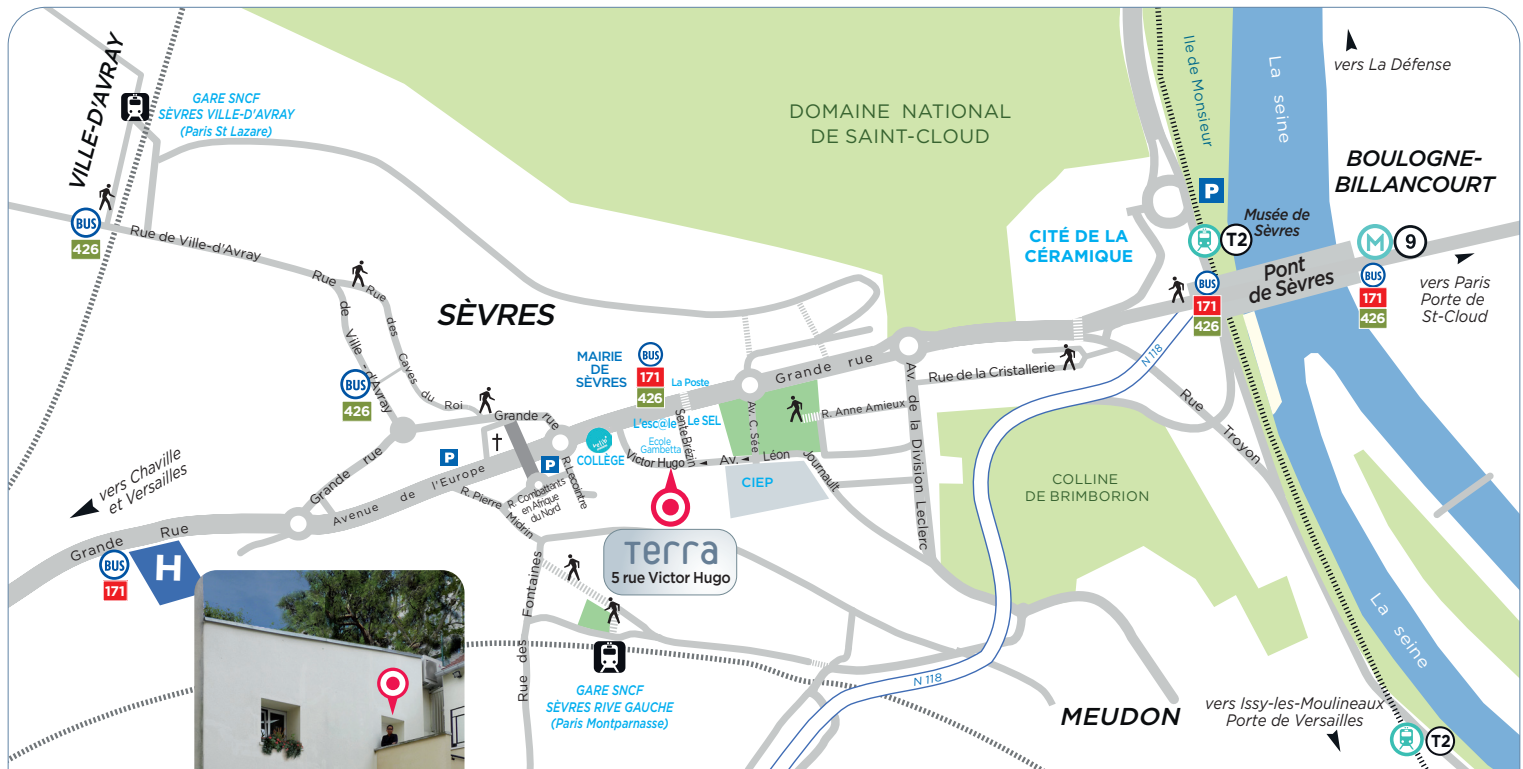 VILLE-D'AVRAY
GARE SNCF
SÈVRES VILLE-D'AVRAY
(Paris St Lazare)
BUS
426
Rue de Ville-d'Avray
Rue de Ville-d'Avray
Rue des Caves du Roi
BUS
426
SÈVRES
DOMAINE NATIONAL
DE SAINT-CLOUD
Ile de Monsieur
La seine
vers La Défense
BOULOGNE-
BILLANCOURT
P
Musée de
Sèvres
T2
M
9
CITÉ DE LA
CÉRAMIQUE
Pont
de Sèvres
BUS
171
426
BUS
171
426
vers Paris
Porte de
St-Cloud
MAIRIE
DE
SÈVRES
BUS
171
426
La Poste
Grande rue
Rue de la Cristallerie
N 118
Rue Troyon
L'esc@le
Le SEL
Sente Brézin
Av. C. Sée
R. Anne Amieux
Av. de la Division Leclerc
Ecole
Gambetta
Grande rue
COLLÈGE
Victor Hugo
Av. Léon Journault
CIEP
COLLINE
DE BRIMBORION
P
P
R. Lecointre
vers Chaville
et Versailles
Grande rue
Avenue de l'Europe
R. Pierre Midrin
R. Combattants
en Afrique
du Nord
Grande Rue
BUS
171
H
Terra
5 rue Victor Hugo
Rue des Fontaines
GARE SNCF
SÈVRES RIVE GAUCHE
(Paris Montparnasse)
N 118
MEUDON
La seine
vers Issy-les-Moulineaux
Porte de Versailles
T2